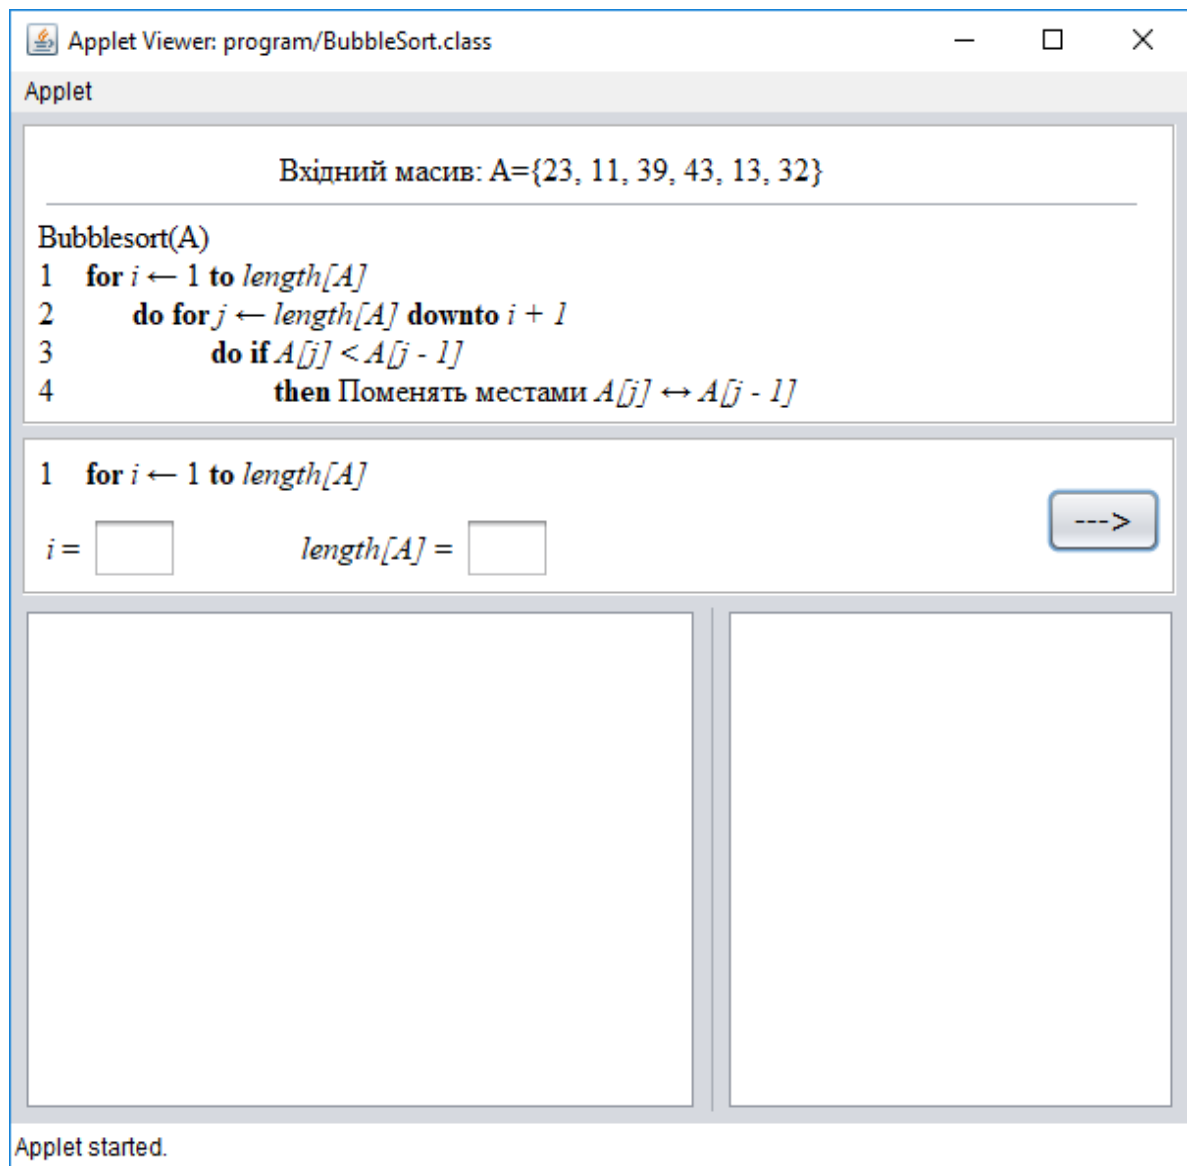 Applet Viewer: program/BubbleSort.class
Applet
Вхідний масив: A={23, 11, 39, 43, 13, 32}
Bubblesort(A)
1 for i ← 1 to length[A]
2 do for j ← length[A] downto i + 1
3 do if A[j] < A[j - 1]
4 then Поменять местами A[j] ↔ A[j - 1]
1 for i ← 1 to length[A]
i = length[A] =
--->
Applet started.